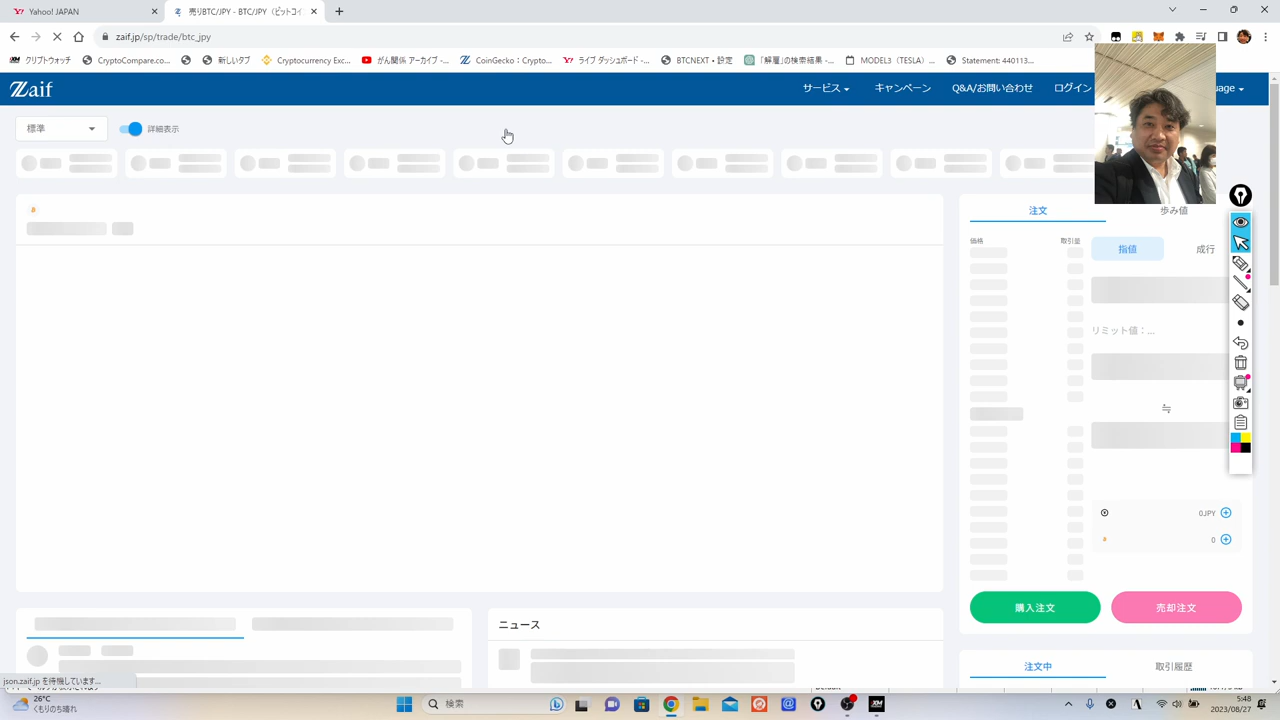 Yahoo! JAPAN
売りBTC/JPY - BTC/JPY (ビットコイ
zaif.jp/sp/trade/btc_jpy
クリプトウォッチ
CryptoCompare.co...
新しいタブ
Cryptocurrency Exc...
がん関係 アーカイブ -...
CoinGecko：Crypto...
ライブ ダッシュボード -...
BTCNEXT • 設定
「解雇」の検索結果 -...
MODEL3（TESLA）...
Statement: 440113...
Zaif
サービス
キャンペーン
Q&A/お問い合わせ
ログイン
uage
標準
詳細表示
注文
歩み値
価格
取引量
指値
成行
リミット値：...
0JPY
0
購入注文
売却注文
ニュース
注文中
取引履歴
json.zaif.jp を待機しています...
26°C
くもりのち晴れ
検索
A
5:48
2023/08/27